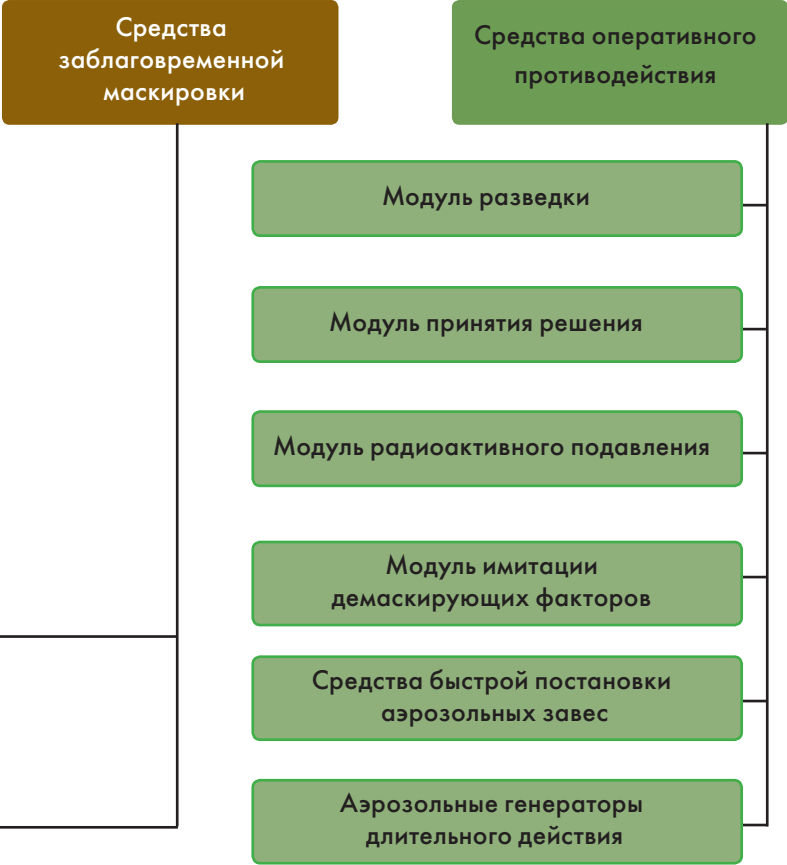 Средства
заблаговременной
маскировки
Средства оперативного
противодействия
Модуль разведки
Модуль принятия решения
Модуль радиоактивного подавления
Модуль имитации
демаскирующих факторов
Средства быстрой постановки
аэрозольных завес
Аэрозольные генераторы
длительного действия